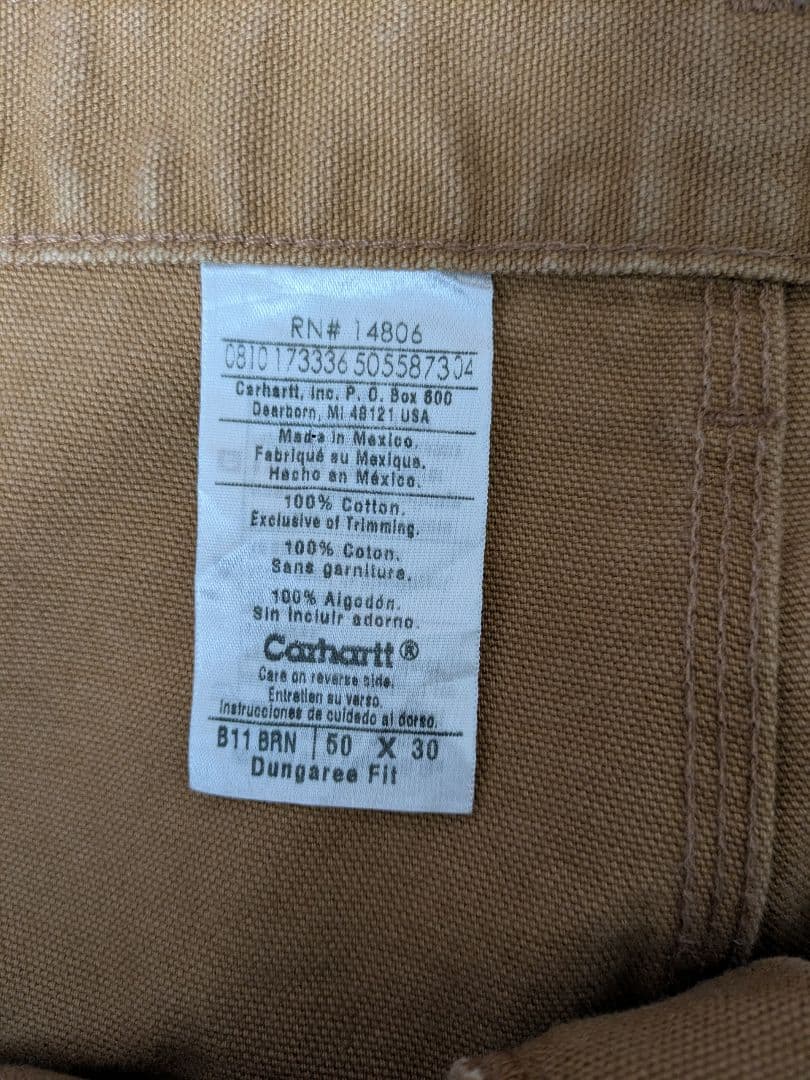 RN# 14806
0810173336 505587304
Carhartt, Inc. P. O. Box 600
Dearborn, MI 48121 USA
Made in Mexico.
Fabriqué au Mexique.
Hecho en México.
100% Cotton.
Exclusive of Trimming.
100% Coton.
Sans garniture.
100% Algodón.
Sin incluir adorno.
Carhartt®
Care on reverse side.
Entretien au verso.
Instrucciones de cuidado al dorso.
B11 BRN | 50 X 30
Dungaree Fit